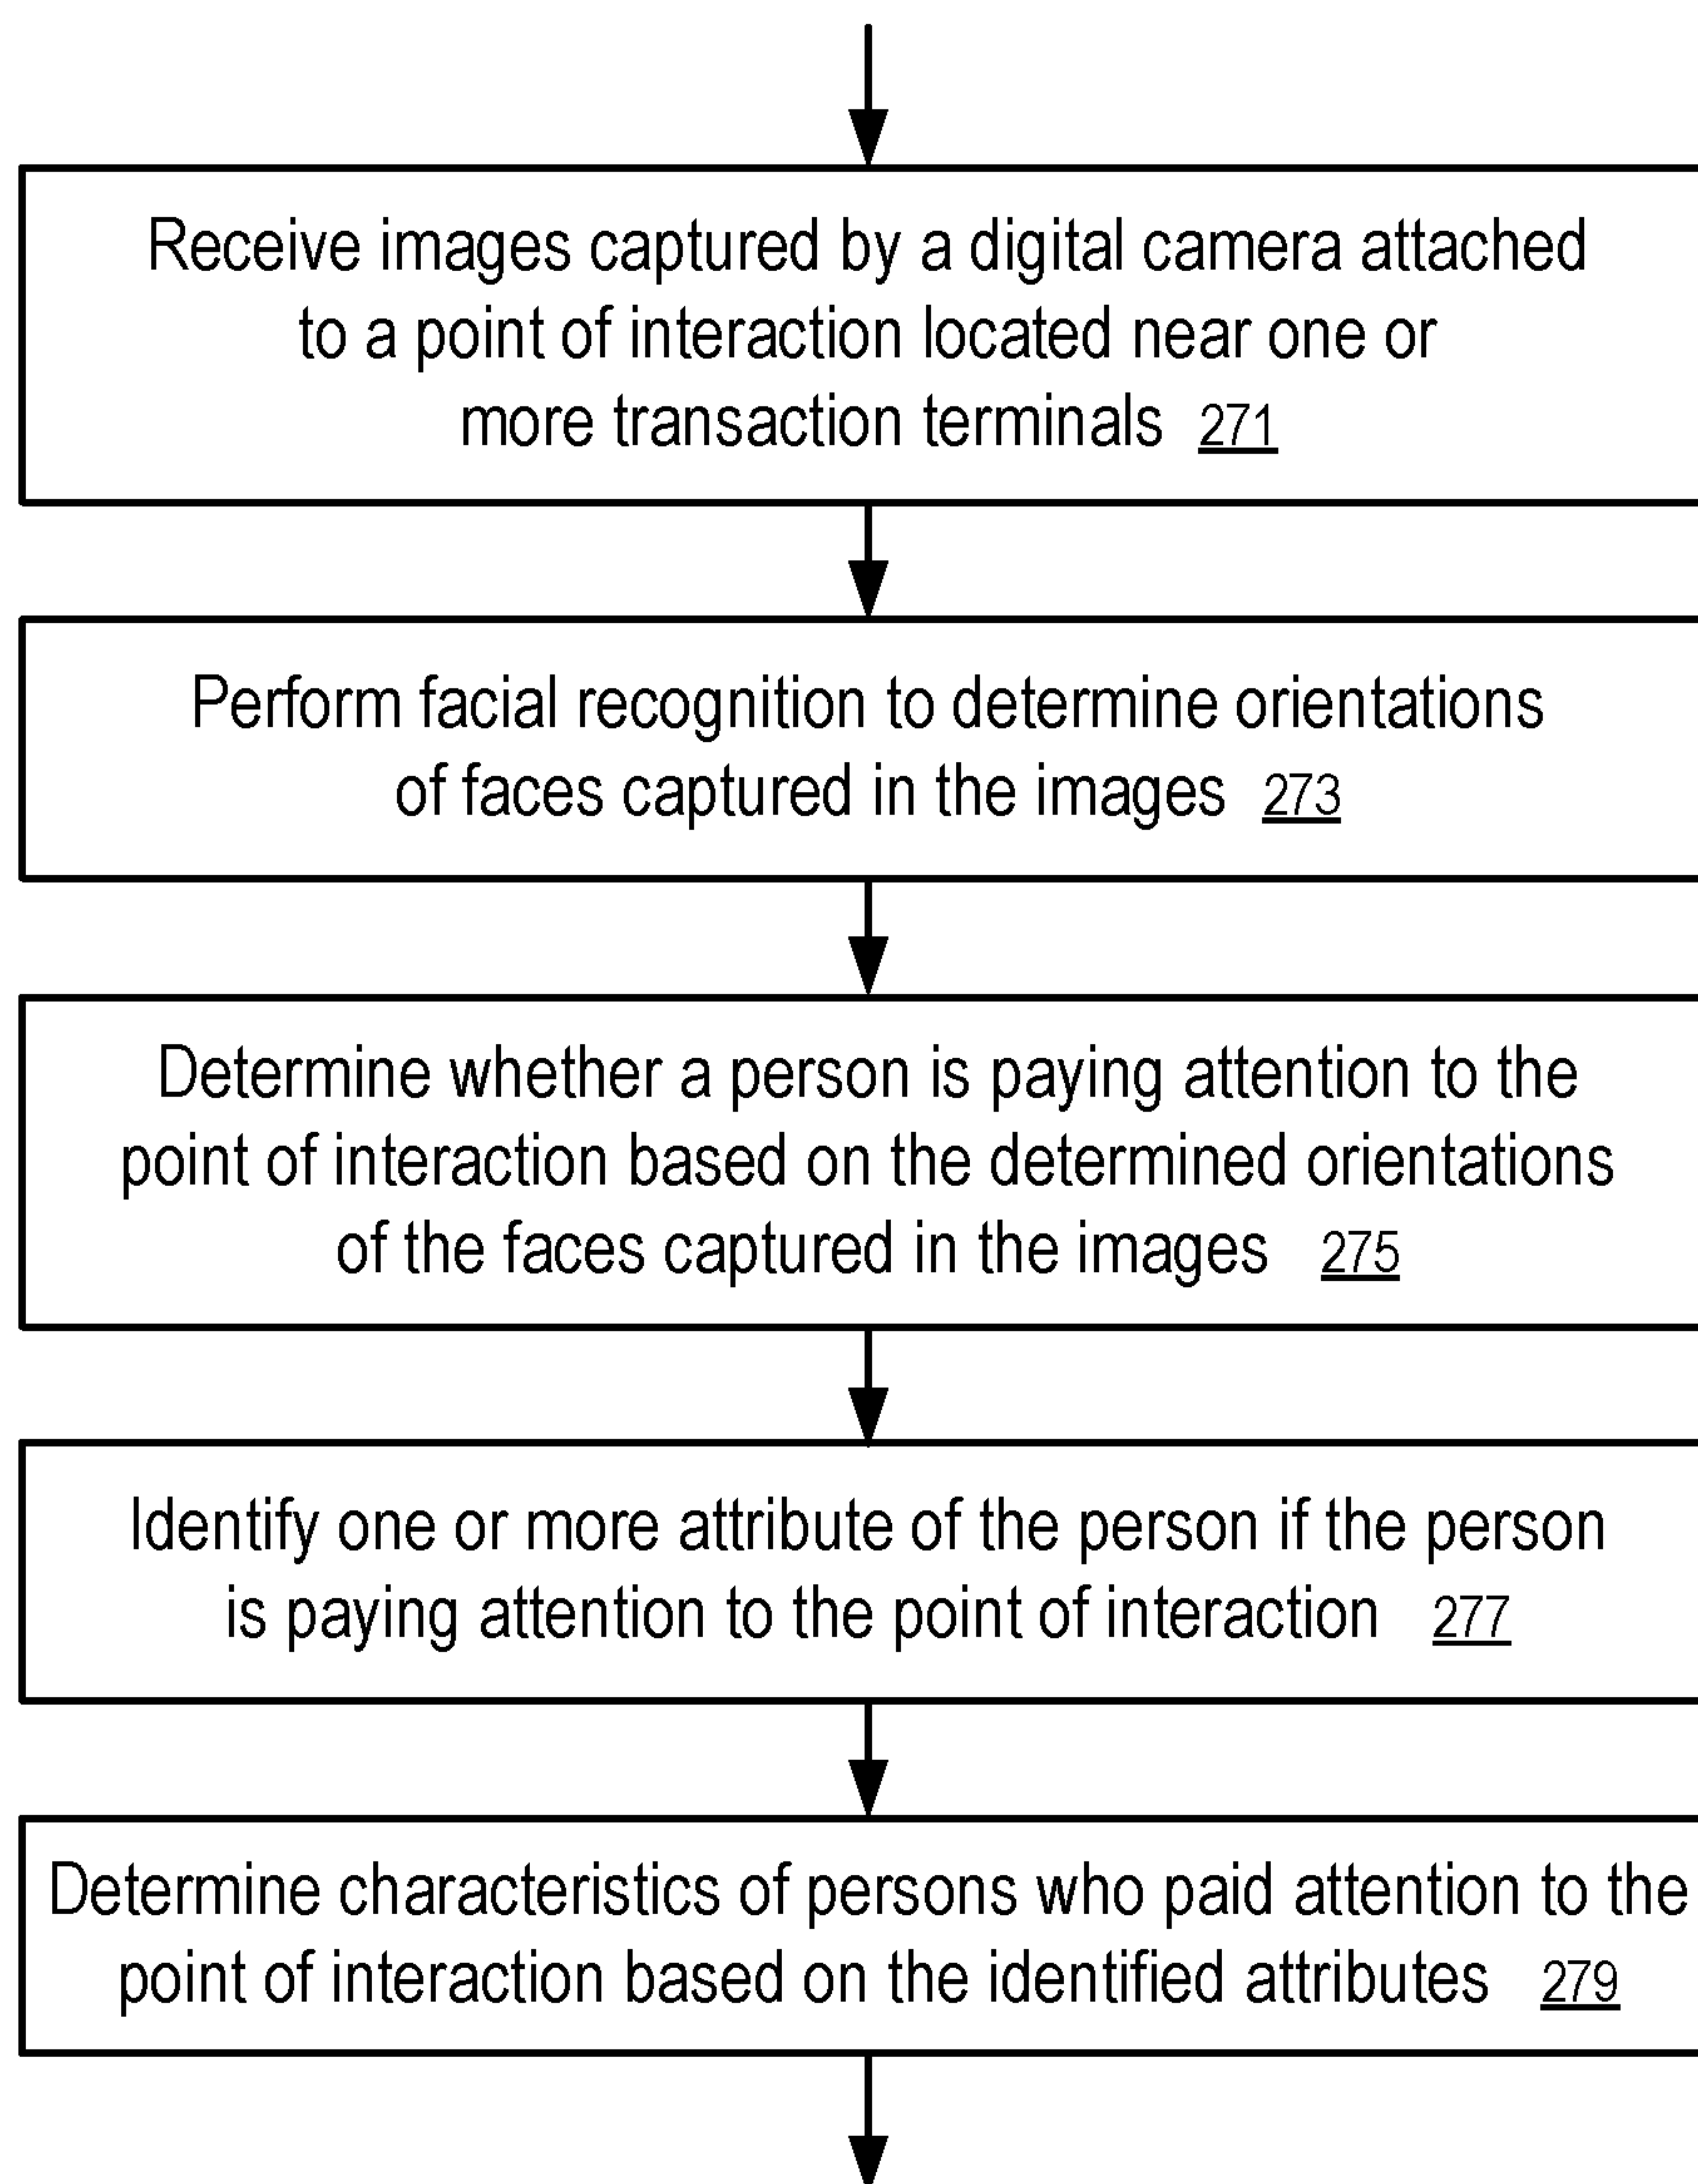 Receive images captured by a digital camera attached
to a point of interaction located near one or
more transaction terminals 271
Perform facial recognition to determine orientations
of faces captured in the images 273
Determine whether a person is paying attention to the
point of interaction based on the determined orientations
of the faces captured in the images 275
Identify one or more attribute of the person if the person
is paying attention to the point of interaction 277
Determine characteristics of persons who paid attention to the
point of interaction based on the identified attributes 279